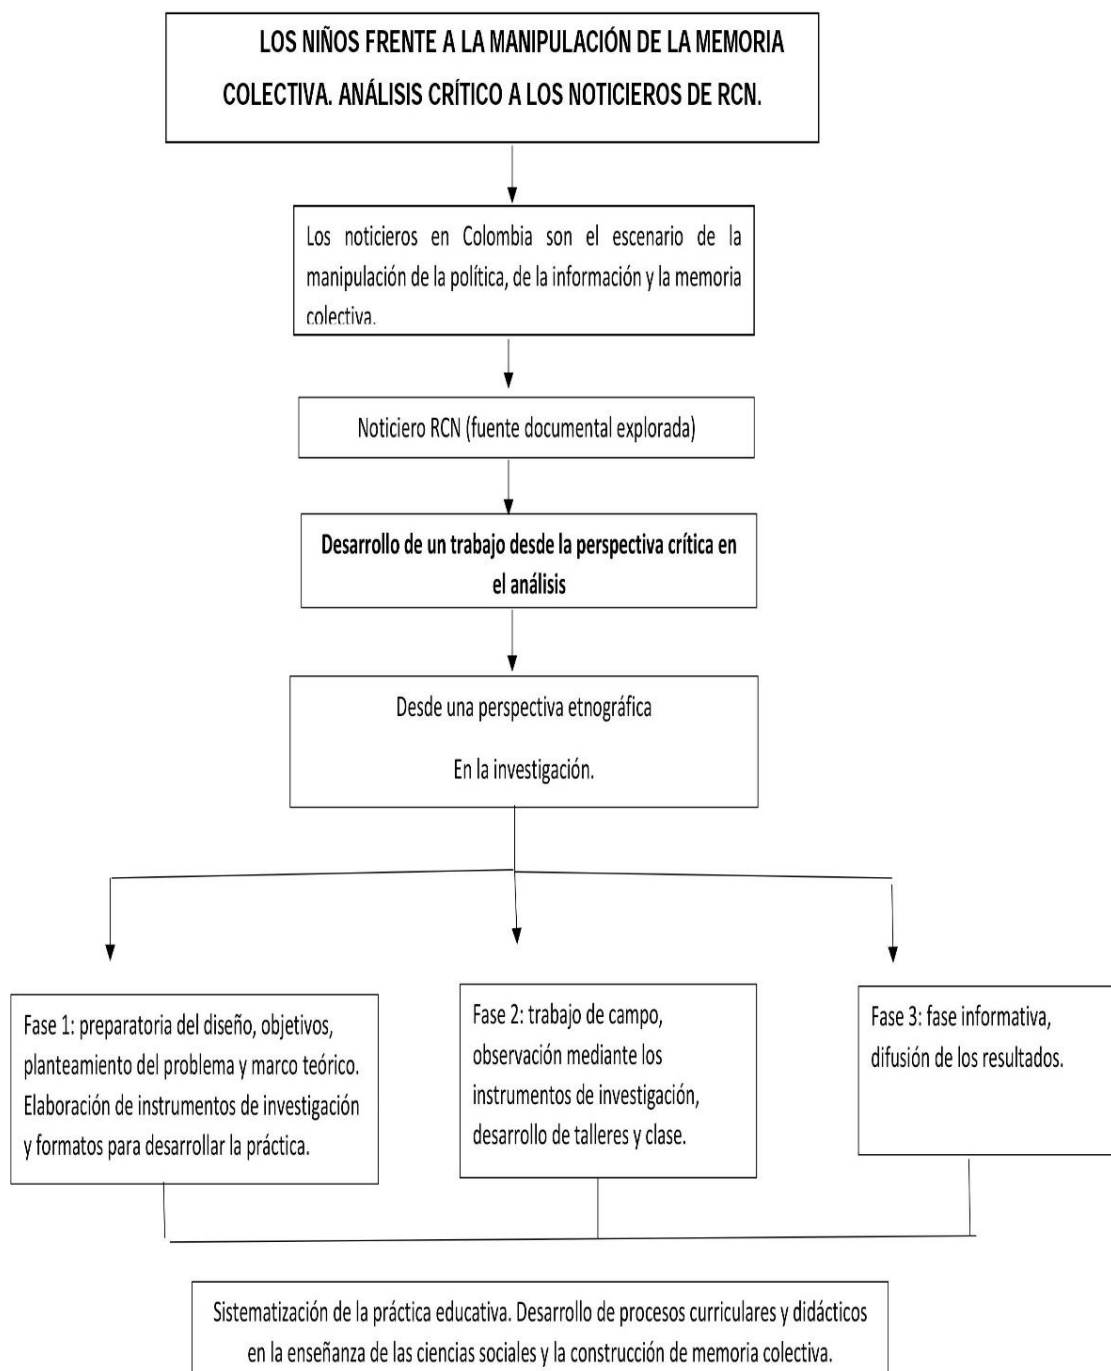 LOS NIÑOS FRENTE A LA MANIPULACIÓN DE LA MEMORIA
COLECTIVA. ANÁLISIS CRÍTICO A LOS NOTICIEROS DE RCN.
Los noticieros en Colombia son el escenario de la
manipulación de la política, de la información y la memoria
colectiva.
Noticiero RCN (fuente documental explorada)
Desarrollo de un trabajo desde la perspectiva crítica en
el análisis
Desde una perspectiva etnográfica
En la investigación.
Fase 1: preparatoria del diseño, objetivos,
planteamiento del problema y marco teórico.
Elaboración de instrumentos de investigación
y formatos para desarrollar la práctica.
Fase 2: trabajo de campo,
observación mediante los
instrumentos de investigación,
desarrollo de talleres y clase.
Fase 3: fase informativa,
difusión de los resultados.
Sistematización de la práctica educativa. Desarrollo de procesos curriculares y didácticos
en la enseñanza de las ciencias sociales y la construcción de memoria colectiva.